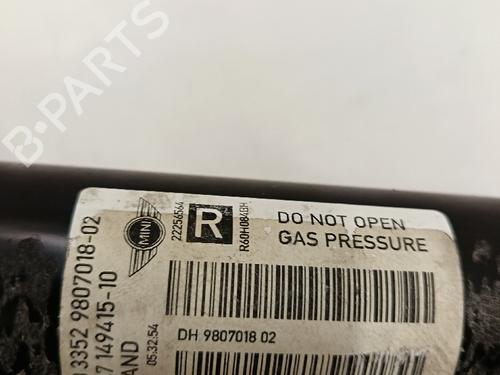 B-PARTS
MINI
22256564
R
R60H084EIH
DO NOT OPEN
GAS PRESSURE
3352 9807018-02
7 149415-10
AND
05.32.54
DH 9807018 02